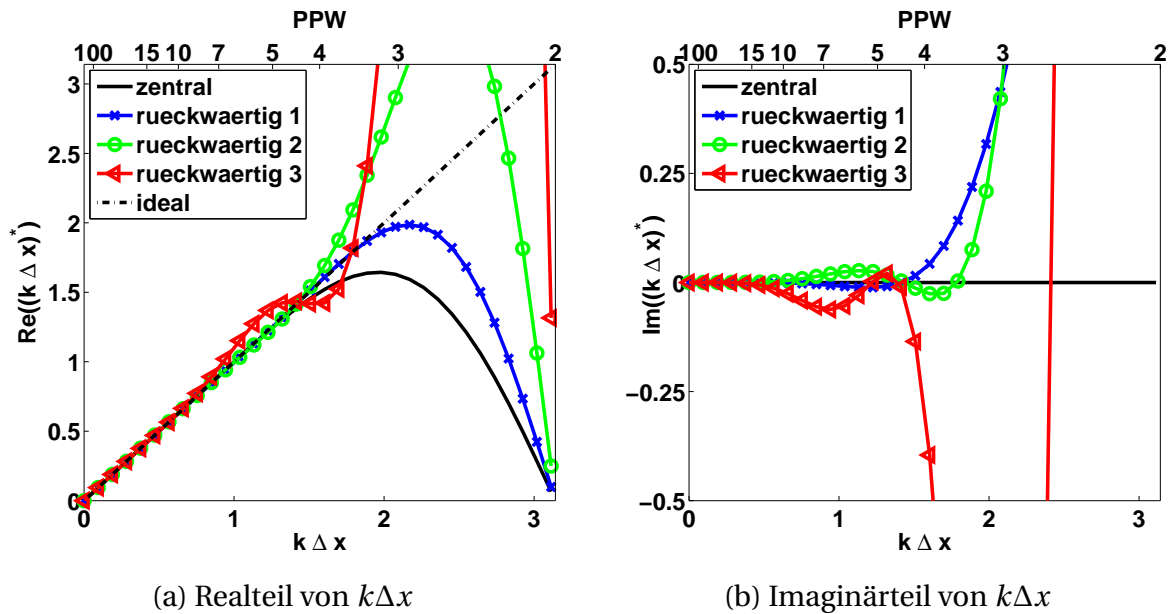 PPW
100 15 10 7 5 4 3 2
zentral
rueckwaertig 1
rueckwaertig 2
rueckwaertig 3
ideal
Re((k Δ x)*)
3
2.5
2
1.5
1
0.5
0
0 1 2 3
k Δ x
(a) Realteil von kΔx
PPW
100 15 10 7 5 4 3 2
zentral
rueckwaertig 1
rueckwaertig 2
rueckwaertig 3
Im((k Δ x)*)
0.5
0.25
0
−0.25
−0.5
0 1 2 3
k Δ x
(b) Imaginärteil von kΔx